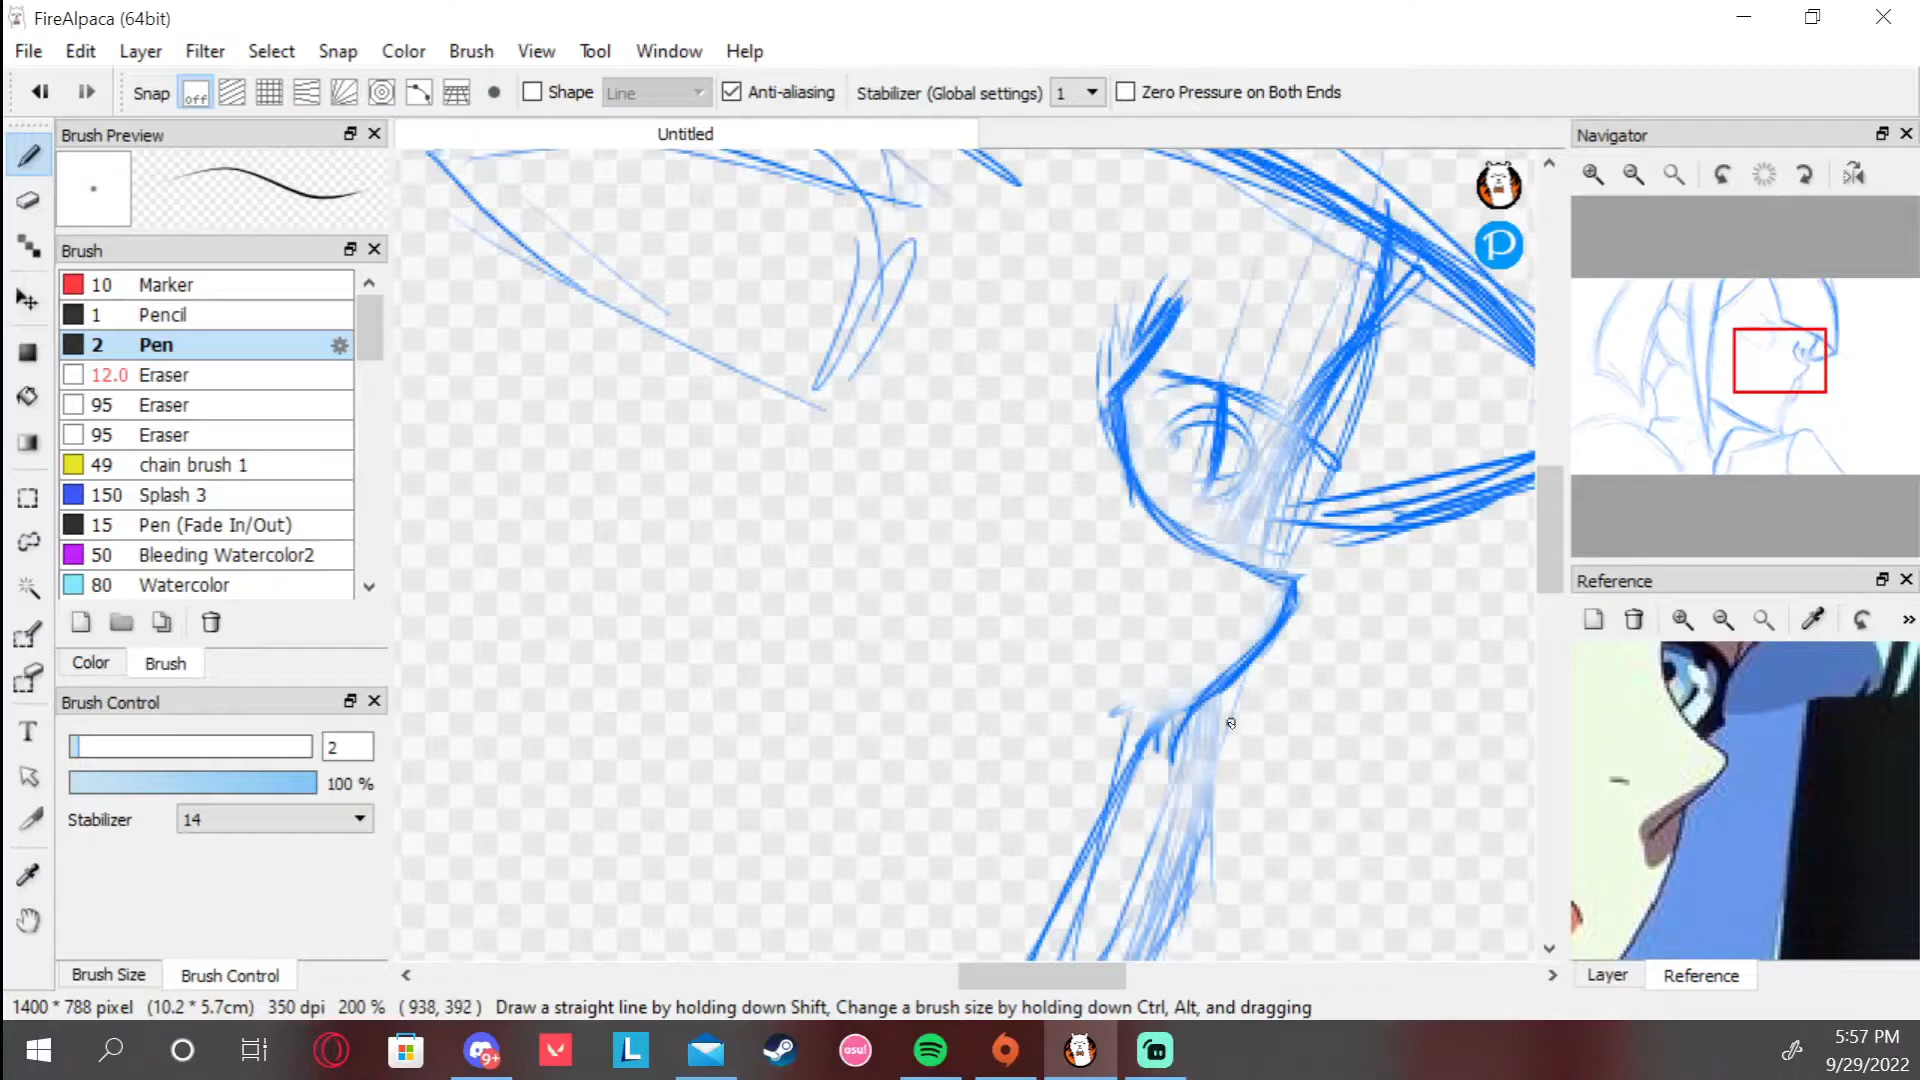 FireAlpaca (64bit)
File Edit Layer Filter Select Snap Color Brush View Tool Window Help
Snap off Shape Line Anti-aliasing Stabilizer (Global settings) 1 Zero Pressure on Both Ends
Brush Preview
Untitled
Navigator
Brush
10 Marker
1 Pencil
2 Pen
12.0 Eraser
95 Eraser
95 Eraser
49 chain brush 1
150 Splash 3
15 Pen (Fade In/Out)
50 Bleeding Watercolor2
80 Watercolor
Color Brush
Brush Control
2
100 %
Stabilizer 14
Brush Size Brush Control
P
Reference
Layer Reference
T
1400 * 788 pixel (10.2 * 5.7cm) 350 dpi 200 % ( 938, 392 ) Draw a straight line by holding down Shift, Change a brush size by holding down Ctrl, Alt, and dragging
9+
L
osu!
5:57 PM
9/29/2022